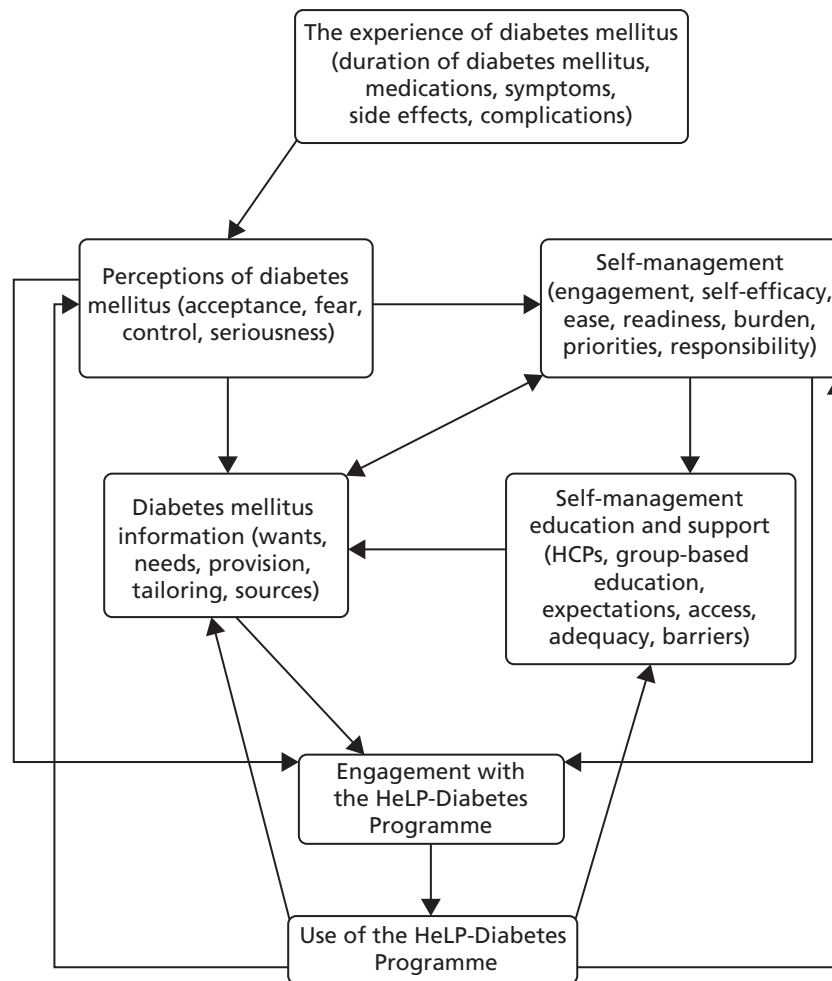 The experience of diabetes mellitus
(duration of diabetes mellitus,
medications, symptoms,
side effects, complications)
Perceptions of diabetes
mellitus (acceptance, fear,
control, seriousness)
Self-management
(engagement, self-efficacy,
ease, readiness, burden,
priorities, responsibility)
Diabetes mellitus
information (wants,
needs, provision,
tailoring, sources)
Self-management
education and support
(HCPs, group-based
education,
expectations, access,
adequacy, barriers)
Engagement with
the HeLP-Diabetes
Programme
Use of the HeLP-Diabetes
Programme